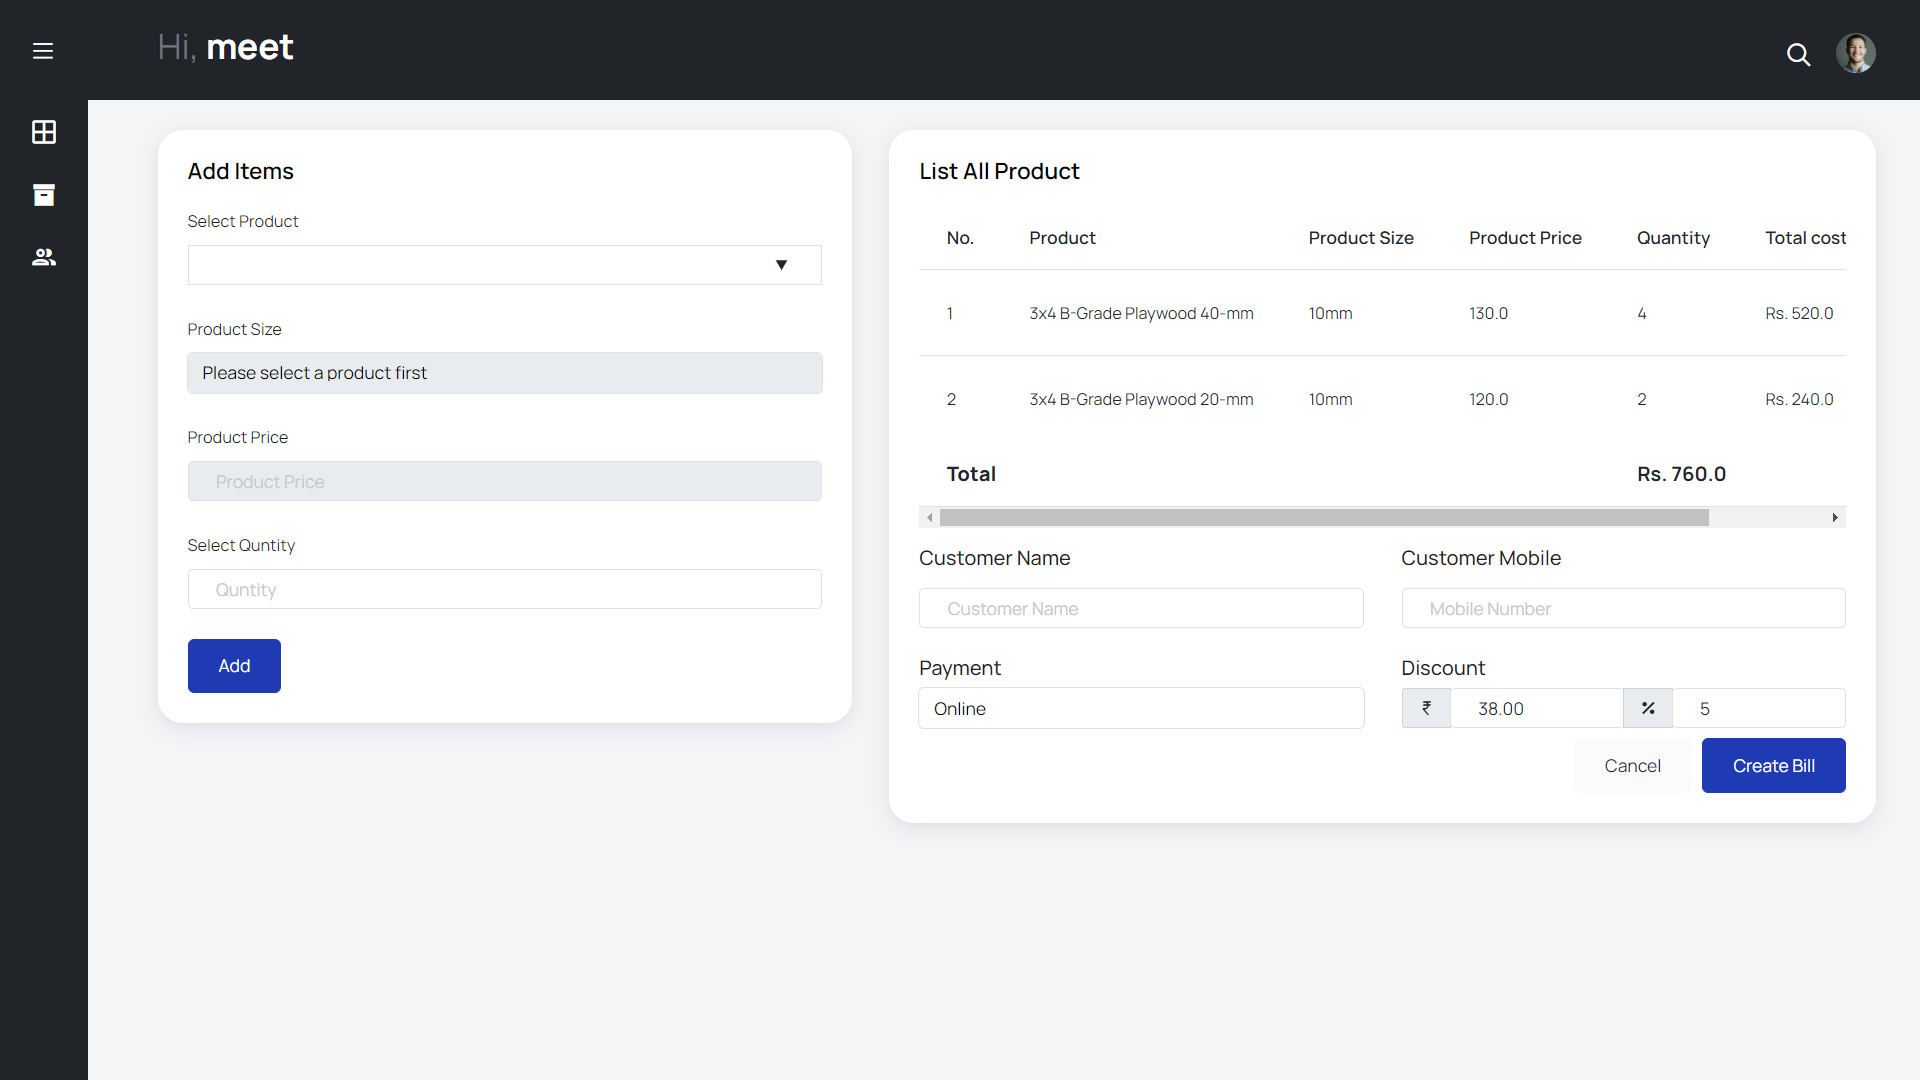 Hi, meet
Add Items
Select Product
Product Size
Please select a product first
Product Price
Product Price
Select Quntity
Quntity
Add
List All Product
No. Product Product Size Product Price Quantity Total cost
1 3x4 B-Grade Playwood 40-mm 10mm 130.0 4 Rs. 520.0
2 3x4 B-Grade Playwood 20-mm 10mm 120.0 2 Rs. 240.0
Total Rs. 760.0
Customer Name Customer Mobile
Customer Name Mobile Number
Payment Discount
Online ₹ 38.00 % 5
Cancel Create Bill